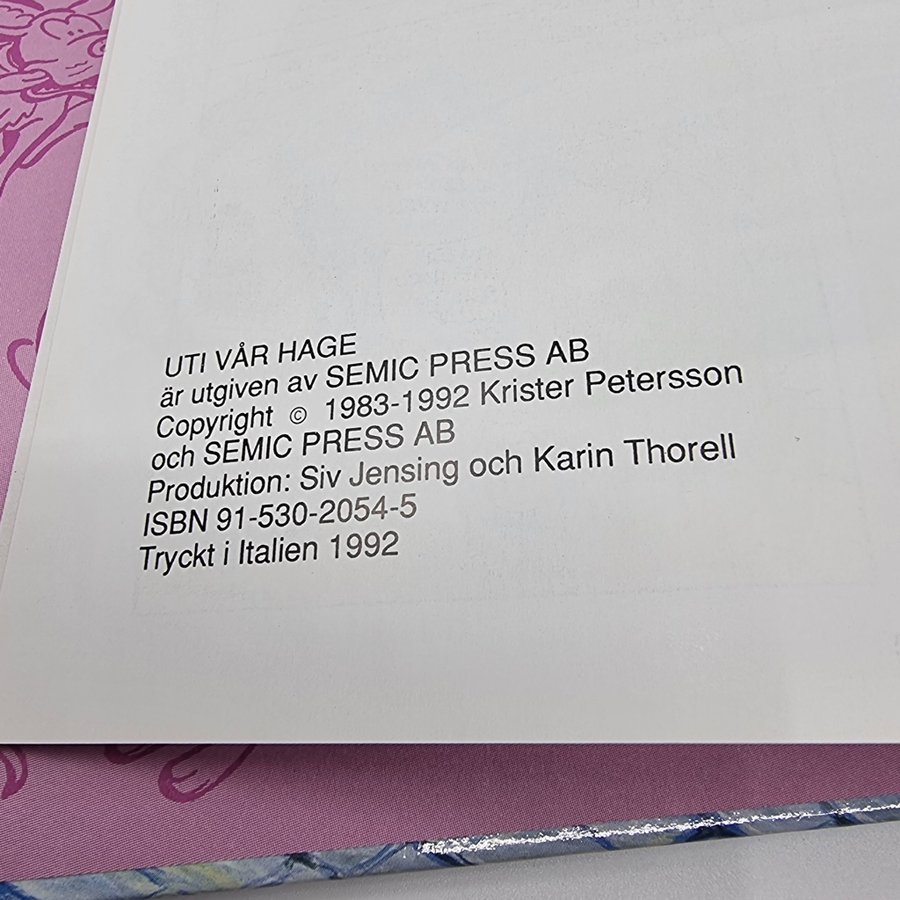 UTI VÅR HAGE
är utgiven av SEMIC PRESS AB
Copyright © 1983-1992 Krister Petersson
och SEMIC PRESS AB
Produktion: Siv Jensing och Karin Thorell
ISBN 91-530-2054-5
Tryckt i Italien 1992